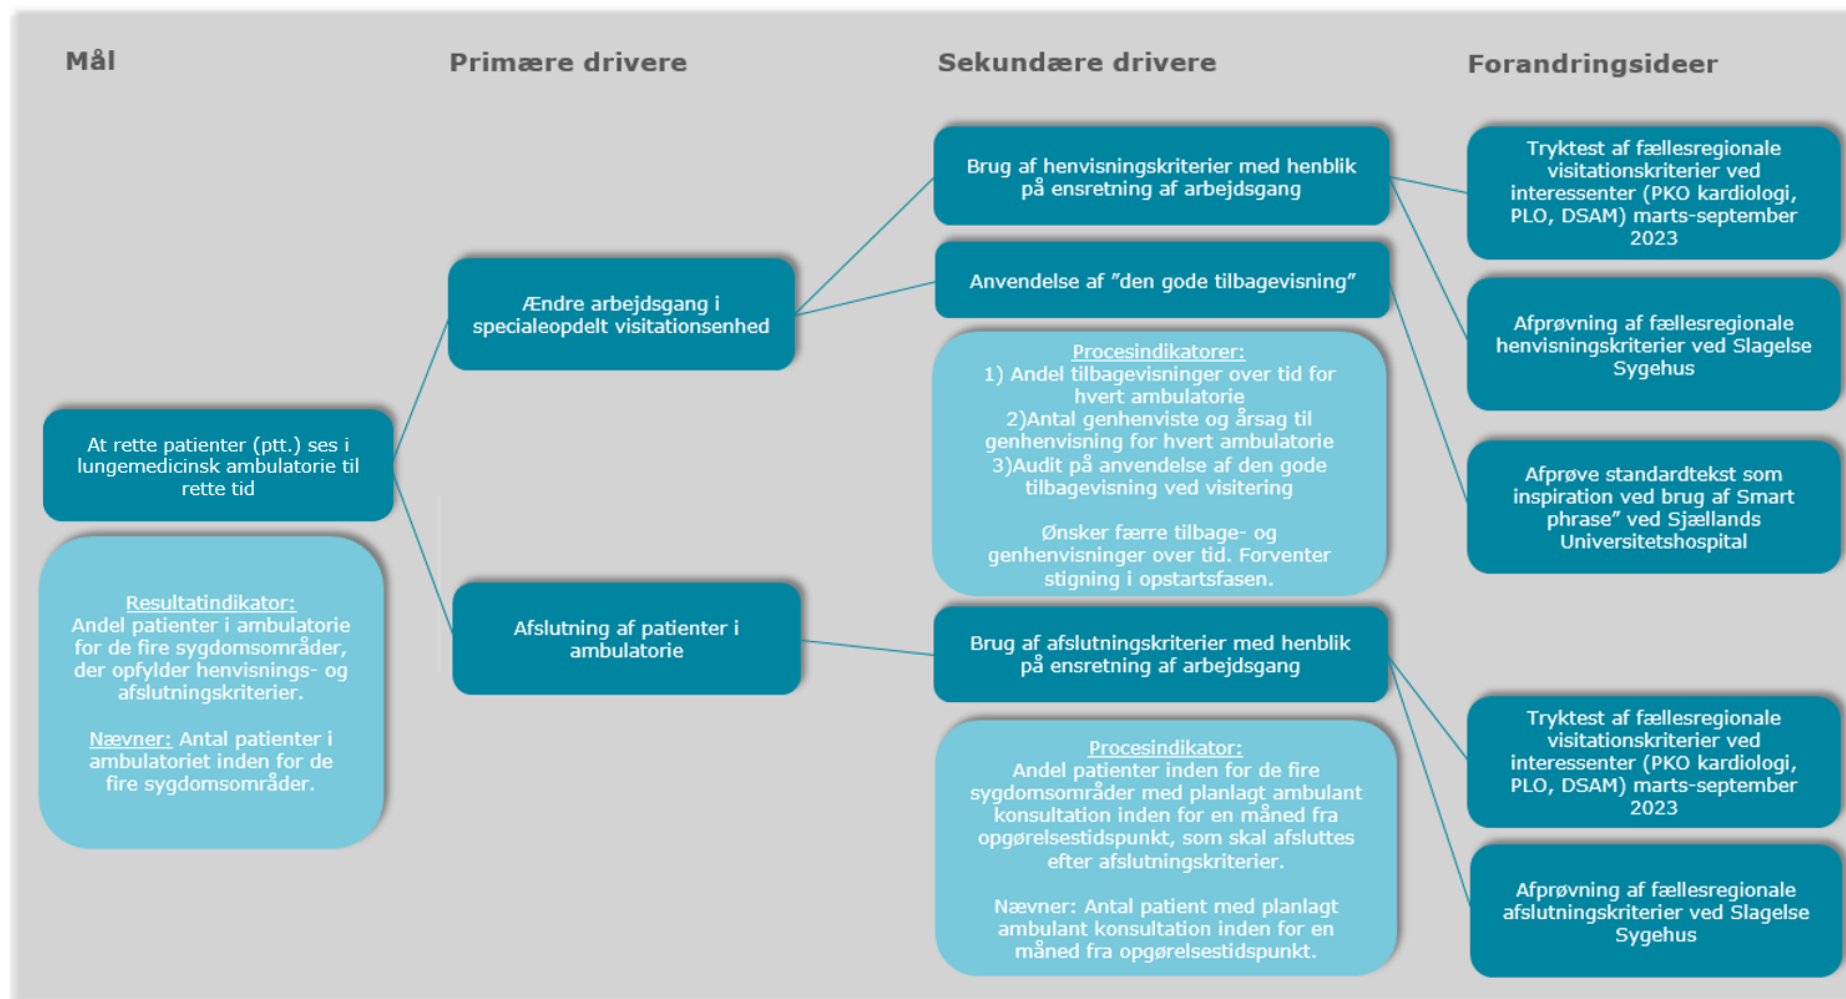 Mål
Primære drivere
Sekundære drivere
Forandringsideer
At rette patienter (ptt.) ses i
lungemedicinsk ambulatorie til
rette tid
Resultatindikator:
Andel patienter i ambulatorie
for de fire sygdomsområder,
der opfylder henvisnings- og
afslutningskriterier.
Nævner: Antal patienter i
ambulatoriet inden for de
fire sygdomsområder.
Ændre arbejdsgang i
specialeopdelt visitationsenhed
Afslutning af patienter i
ambulatorie
Brug af henvisningskriterier med henblik
på ensretning af arbejdsgang
Anvendelse af ”den gode tilbagevisning”
Procesindikatorer:
1) Andel tilbagevisninger over tid for
hvert ambulatorie
2)Antal genhenviste og årsag til
genhenvisning for hvert ambulatorie
3)Audit på anvendelse af den gode
tilbagevisning ved visitering
Ønsker færre tilbage- og
genhenvisninger over tid. Forventer
stigning i opstartsfasen.
Brug af afslutningskriterier med henblik
på ensretning af arbejdsgang
Procesindikator:
Andel patienter inden for de fire
sygdomsområder med planlagt ambulant
konsultation inden for en måned fra
opgørelsestidspunkt, som skal afsluttes
efter afslutningskriterier.
Nævner: Antal patient med planlagt
ambulant konsultation inden for en
måned fra opgørelsestidspunkt.
Tryktest af fællesregionale
visitationskriterier ved
interessenter (PKO kardiologi,
PLO, DSAM) marts-september
2023
Afprøvning af fællesregionale
henvisningskriterier ved Slagelse
Sygehus
Afprøve standardtekst som
inspiration ved brug af Smart
phrase” ved Sjællands
Universitetshospital
Tryktest af fællesregionale
visitationskriterier ved
interessenter (PKO kardiologi,
PLO, DSAM) marts-september
2023
Afprøvning af fællesregionale
afslutningskriterier ved Slagelse
Sygehus